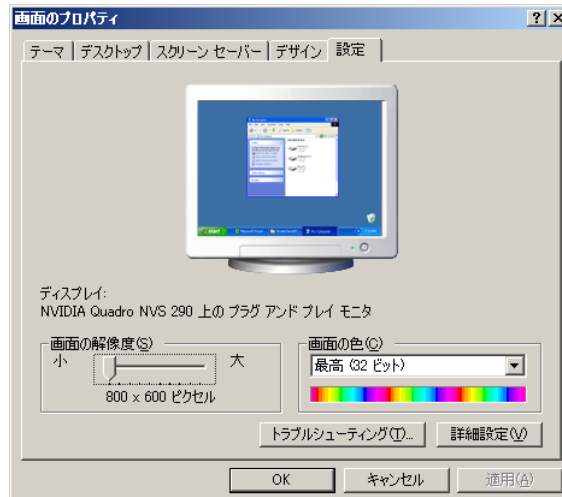 画面のプロパティ
テーマ デスクトップ スクリーン セーバー デザイン 設定
ディスプレイ:
NVIDIA Quadro NVS 290 上の プラグ アンド プレイ モニタ
画面の解像度(S)
小 大
800 x 600 ピクセル
画面の色(C)
最高 (32 ビット)
トラブルシューティング(T)... 詳細設定(V)
OK キャンセル 適用(A)